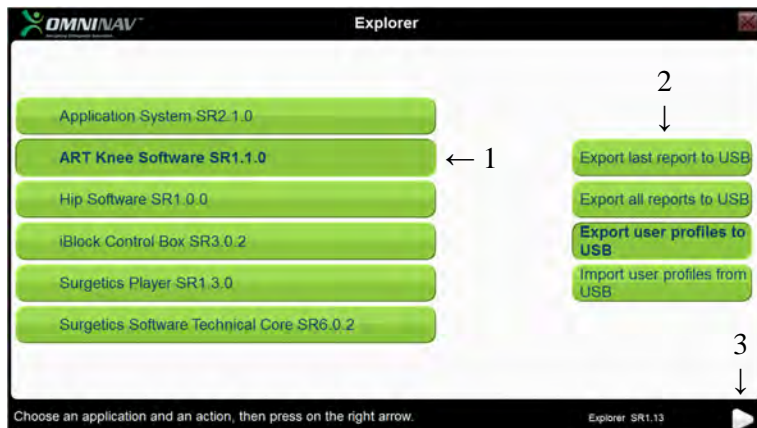 OMNINAV™
Explorer
2
↓
Application System SR2.1.0
ART Knee Software SR1.1.0
← 1
Export last report to USB
Hip Software SR1.0.0
Export all reports to USB
iBlock Control Box SR3.0.2
Export user profiles to
USB
Surgetics Player SR1.3.0
Import user profiles from
USB
Surgetics Software Technical Core SR6.0.2
3
↓
Choose an application and an action, then press on the right arrow.
Explorer SR1.13